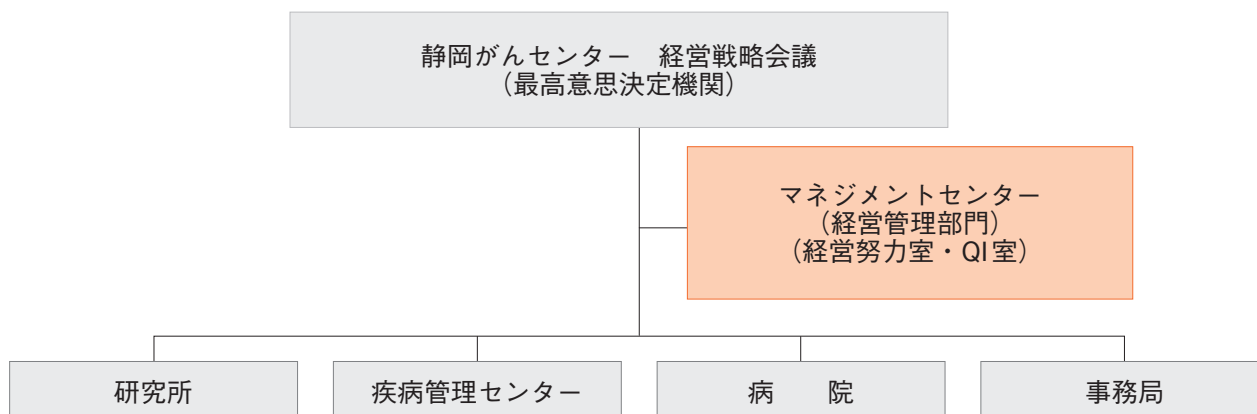 静岡がんセンター　経営戦略会議
（最高意思決定機関）
マネジメントセンター
（経営管理部門）
（経営努力室・QI室）
研究所
疾病管理センター
病　　院
事務局